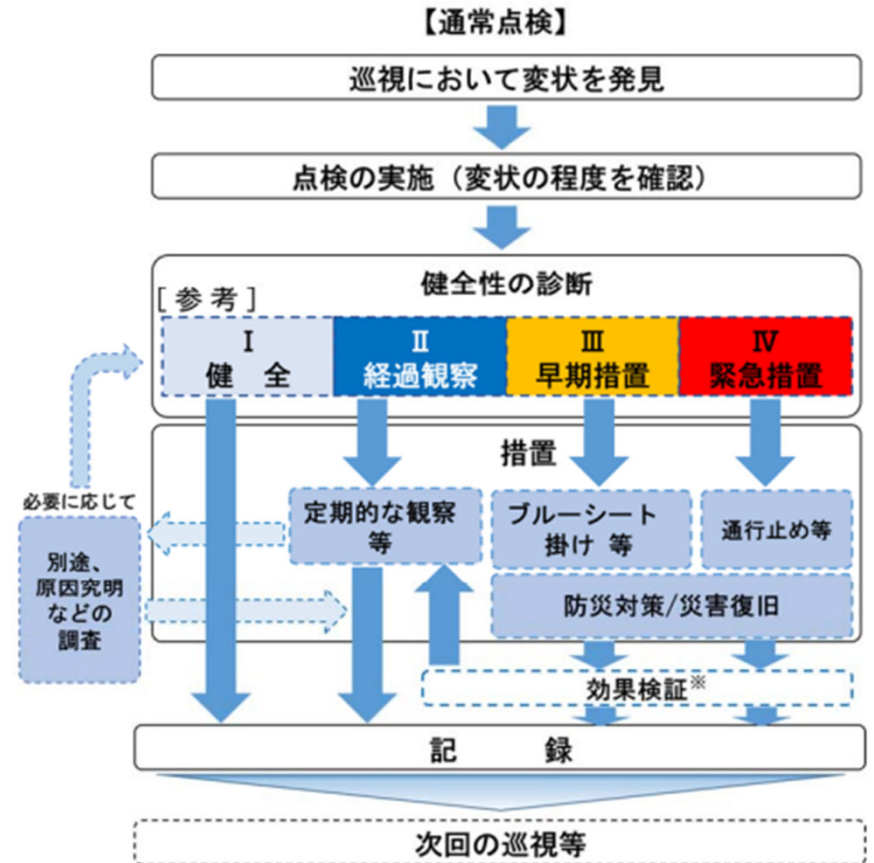 【通常点検】
巡視において変状を発見
点検の実施（変状の程度を確認）
健全性の診断
[ 参 考 ]
Ⅰ
健　全
Ⅱ
経過観察
Ⅲ
早期措置
Ⅳ
緊急措置
措置
必要に応じて
別途、
原因究明
などの
調査
定期的な観察
等
ブルーシート
掛け 等
通行止め等
防災対策/災害復旧
効果検証※
記　　録
次回の巡視等